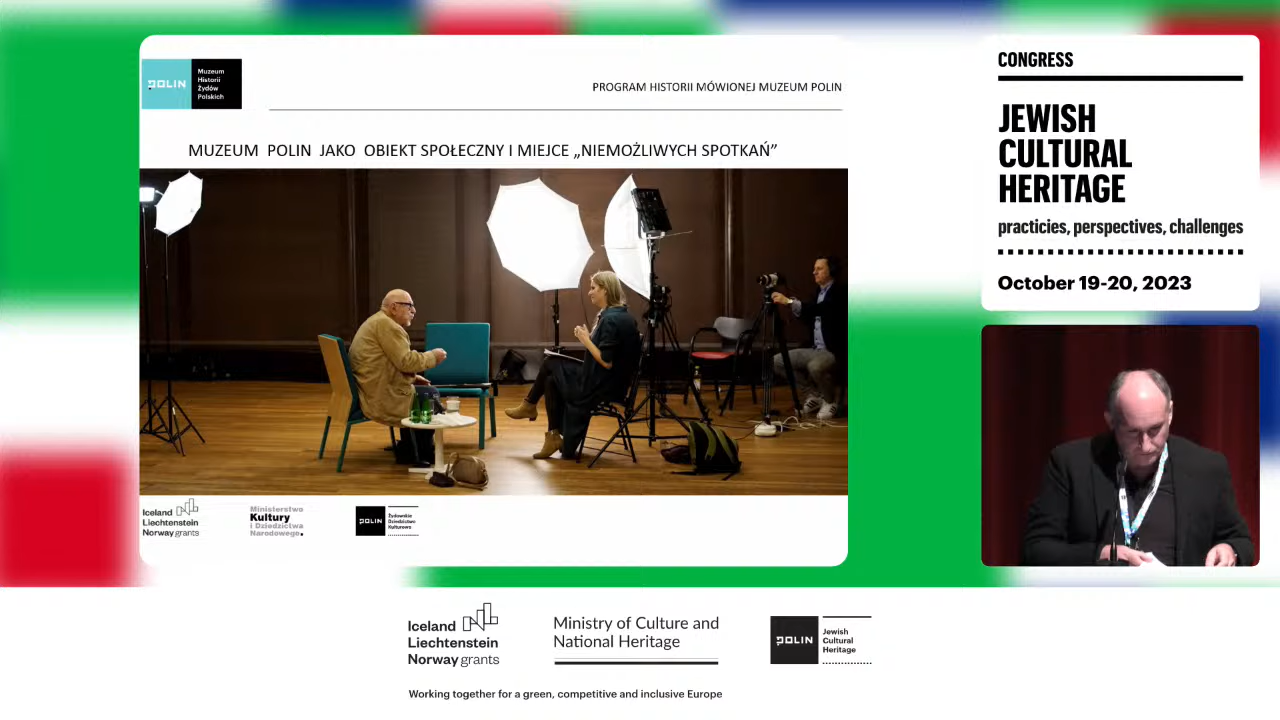 POLIN
Muzeum
Historii
Żydów
Polskich
PROGRAM HISTORII MÓWIONEJ MUZEUM POLIN
MUZEUM POLIN JAKO OBIEKT SPOŁECZNY I MIEJCE „NIEMOŻLIWYCH SPOTKAŃ”
Iceland
Liechtenstein
Norway grants
Ministerstwo
Kultury
i Dziedzictwa
Narodowego.
POLIN
Żydowskie
Dziedzictwo
Kulturowe
CONGRESS
JEWISH
CULTURAL
HERITAGE
practicies, perspectives, challenges
October 19-20, 2023
Iceland
Liechtenstein
Norway grants
Ministry of Culture and
National Heritage
POLIN
Jewish
Cultural
Heritage
Working together for a green, competitive and inclusive Europe